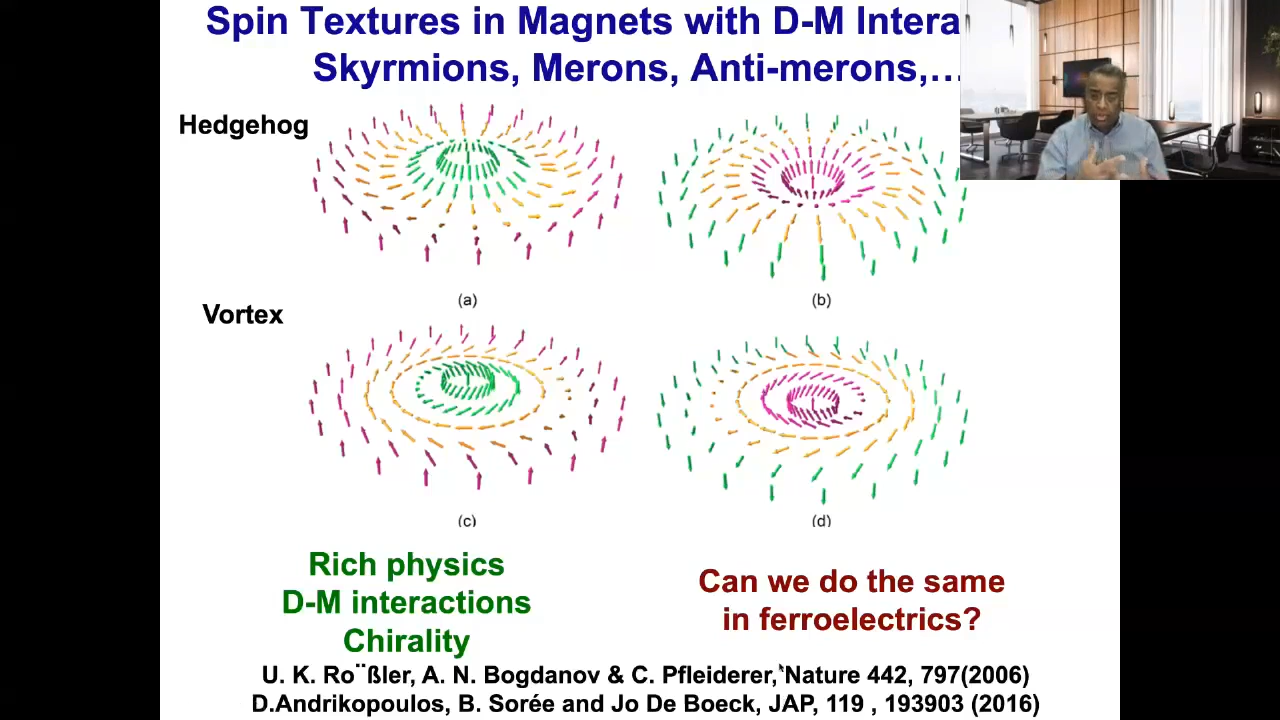 Spin Textures in Magnets with D-M Intera
Skyrmions, Merons, Anti-merons,...
Hedgehog
(a)
(b)
Vortex
(c)
(d)
Rich physics
D-M interactions
Chirality
Can we do the same
in ferroelectrics?
U. K. Ro¨ßler, A. N. Bogdanov & C. Pfleiderer, Nature 442, 797(2006)
D.Andrikopoulos, B. Sorée and Jo De Boeck, JAP, 119 , 193903 (2016)